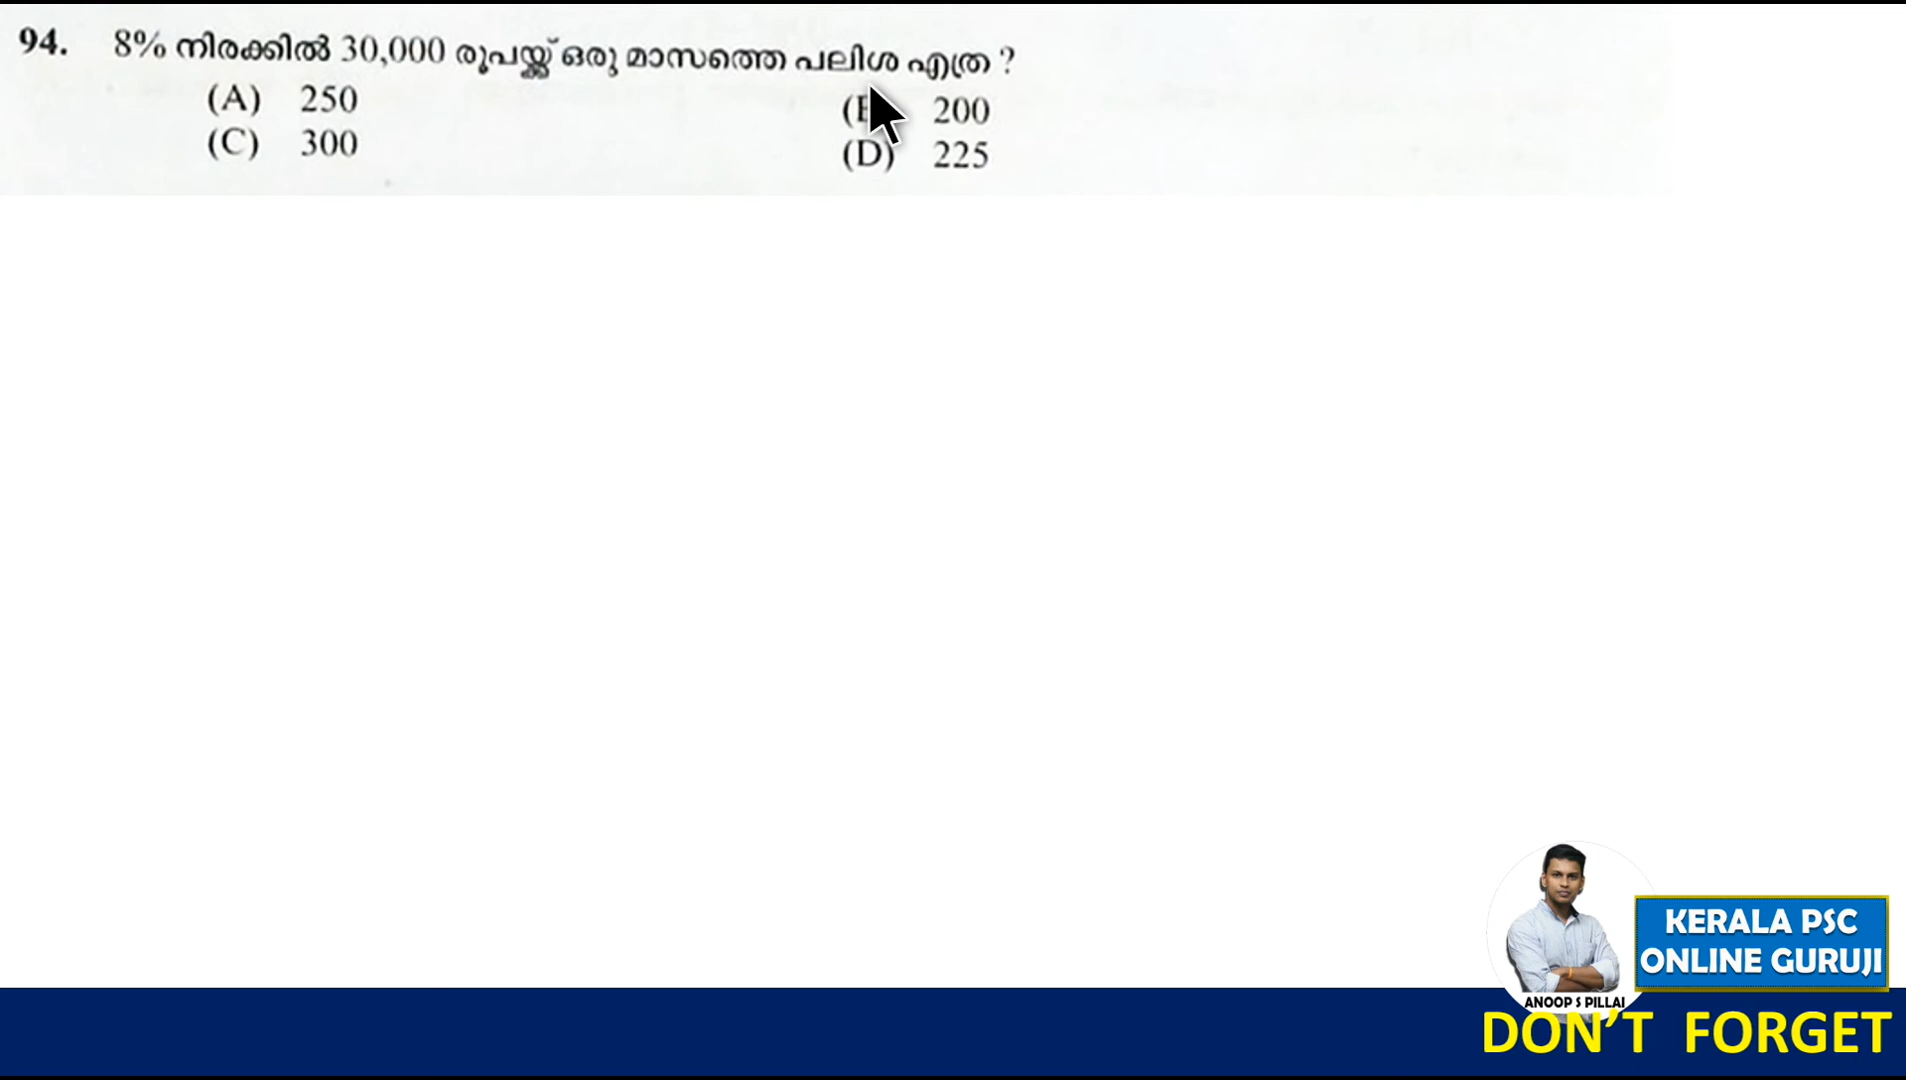 94. 8% നിരക്കിൽ 30,000 രൂപയ്ക്ക് ഒരു മാസത്തെ പലിശ എത്ര ?
(A) 250
200
(C) 300
(D) 225
KERALA PSC
ONLINE GURUJI
ANOOP S PILLAI
DON'T FORGET